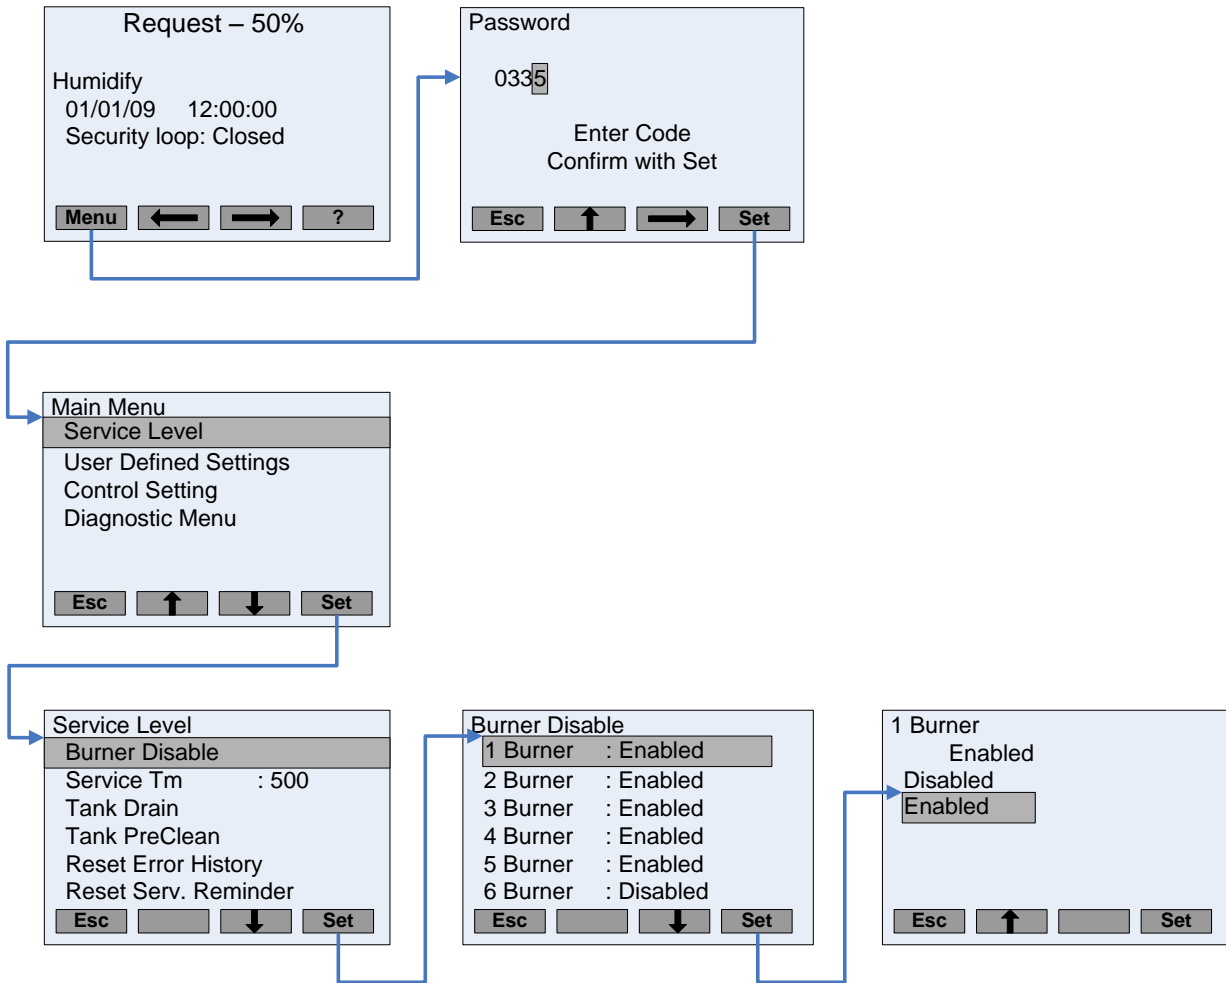 Request – 50%
Humidify
01/01/09 12:00:00
Security loop: Closed
Menu ?
Password
0335
Enter Code
Confirm with Set
Esc Set
Main Menu
Service Level
User Defined Settings
Control Setting
Diagnostic Menu
Esc Set
Service Level
Burner Disable
Service Tm : 500
Tank Drain
Tank PreClean
Reset Error History
Reset Serv. Reminder
Esc Set
Burner Disable
1 Burner : Enabled
2 Burner : Enabled
3 Burner : Enabled
4 Burner : Enabled
5 Burner : Enabled
6 Burner : Disabled
Esc Set
1 Burner
Enabled
Disabled
Enabled
Esc Set